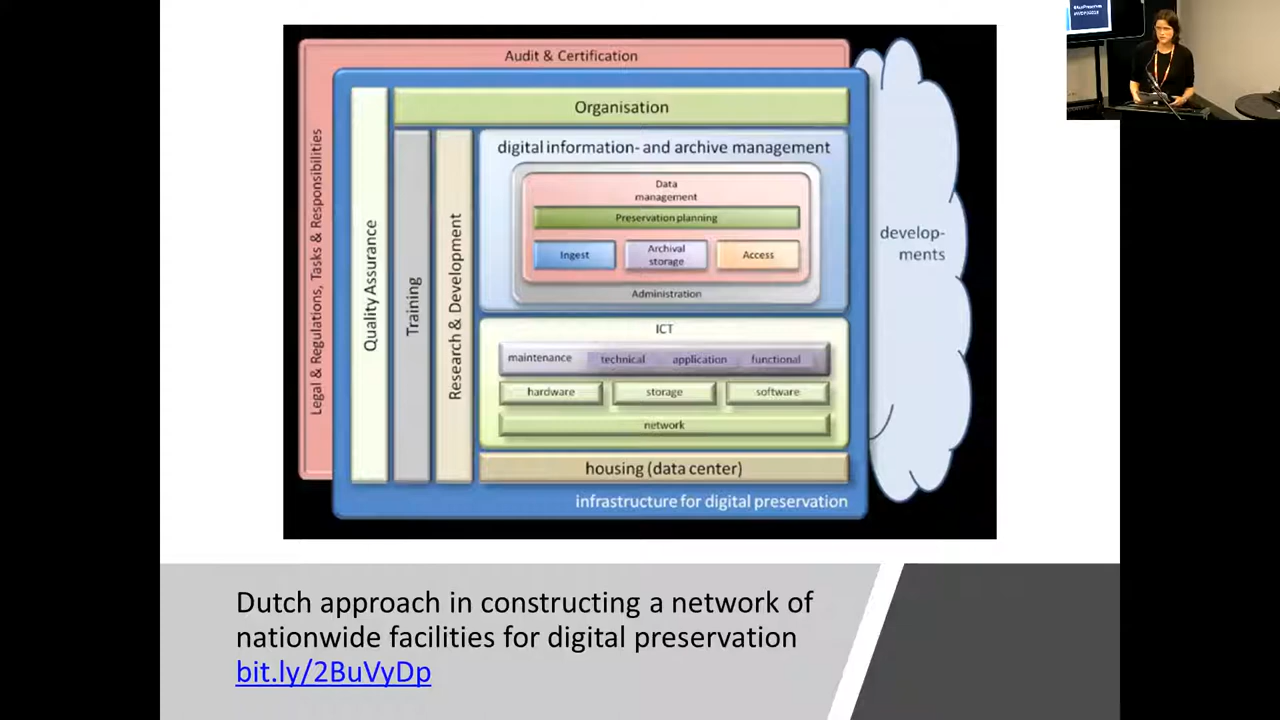 Audit & Certification
Legal & Regulations, Tasks & Responsibilities
Quality Assurance
Training
Research & Development
Organisation
digital information- and archive management
Data
management
Preservation planning
Ingest
Archival
storage
Access
Administration
ICT
maintenance technical application functional
hardware storage software
network
housing (data center)
infrastructure for digital preservation
develop-
ments
Dutch approach in constructing a network of
nationwide facilities for digital preservation
bit.ly/2BuVyDp